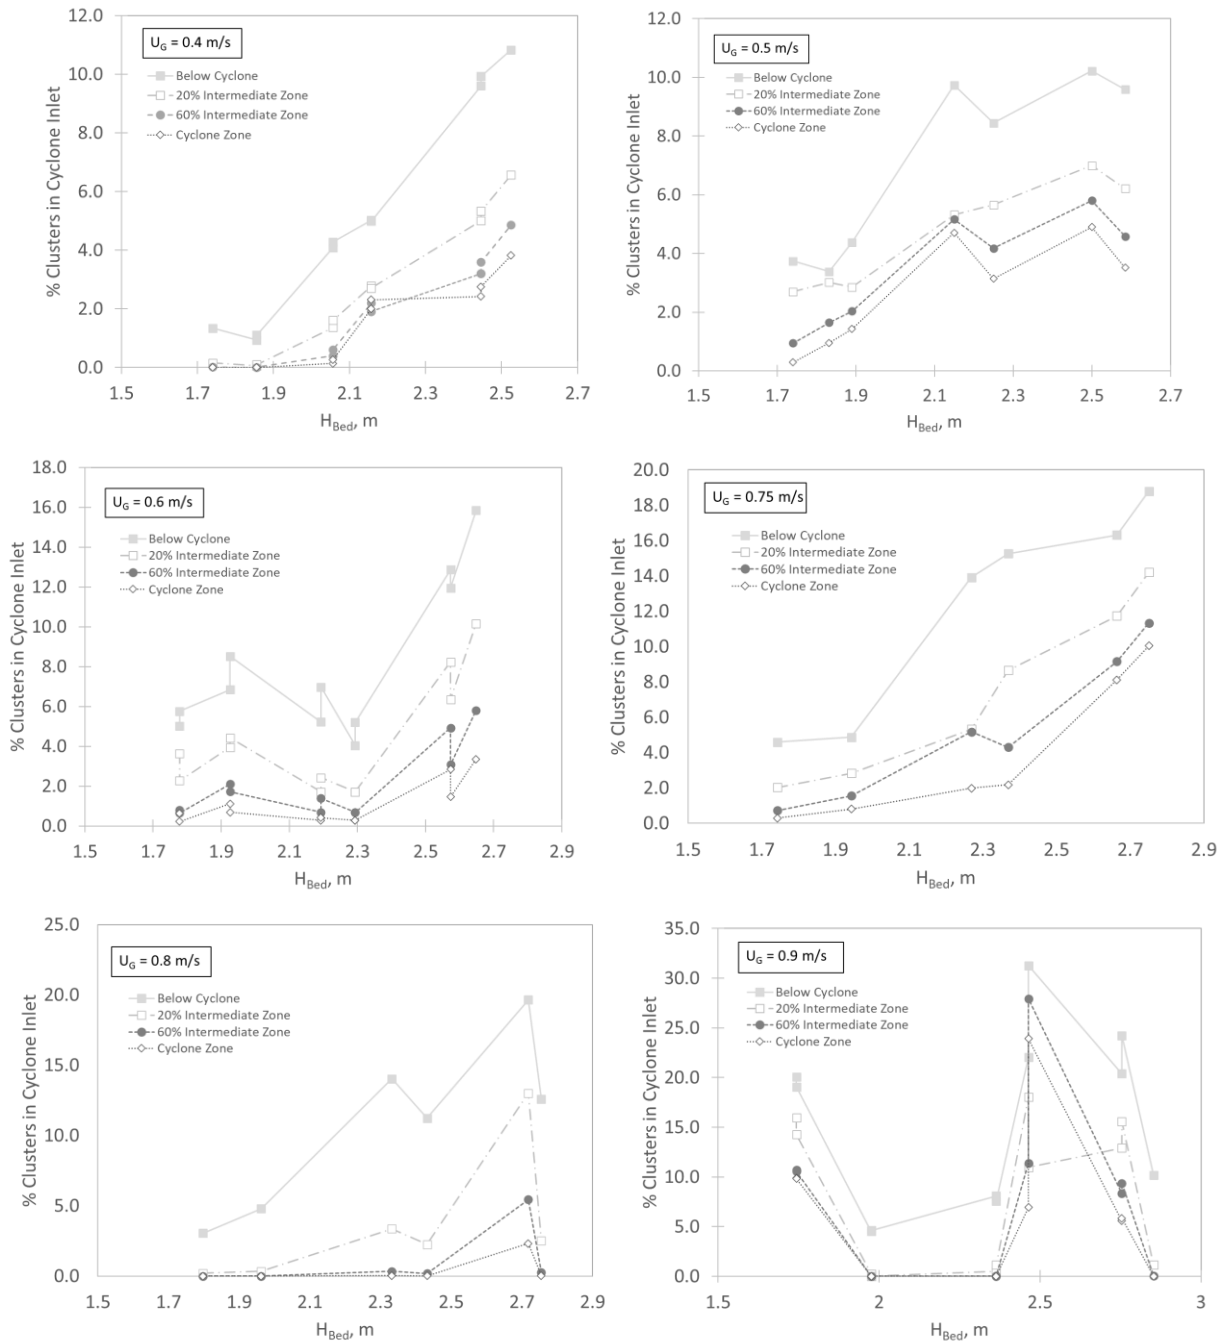 12.0
10.0
8.0
6.0
4.0
2.0
0.0
% Clusters in Cyclone Inlet
U_G = 0.4 m/s
Below Cyclone
20% Intermediate Zone
60% Intermediate Zone
Cyclone Zone
1.5 1.7 1.9 2.1 2.3 2.5 2.7
H_Bed, m
12.0
10.0
8.0
6.0
4.0
2.0
0.0
% Clusters in Cyclone Inlet
U_G = 0.5 m/s
Below Cyclone
20% Intermediate Zone
60% Intermediate Zone
Cyclone Zone
1.5 1.7 1.9 2.1 2.3 2.5 2.7
H_Bed, m
18.0
16.0
14.0
12.0
10.0
8.0
6.0
4.0
2.0
0.0
% Clusters in Cyclone Inlet
U_G = 0.6 m/s
Below Cyclone
20% Intermediate Zone
60% Intermediate Zone
Cyclone Zone
1.5 1.7 1.9 2.1 2.3 2.5 2.7 2.9
H_Bed, m
20.0
18.0
16.0
14.0
12.0
10.0
8.0
6.0
4.0
2.0
0.0
% Clusters in Cyclone Inlet
U_G = 0.75 m/s
Below Cyclone
20% Intermediate Zone
60% Intermediate Zone
Cyclone Zone
1.5 1.7 1.9 2.1 2.3 2.5 2.7 2.9
H_Bed, m
25.0
20.0
15.0
10.0
5.0
0.0
% Clusters in Cyclone Inlet
U_G = 0.8 m/s
Below Cyclone
20% Intermediate Zone
60% Intermediate Zone
Cyclone Zone
1.5 1.7 1.9 2.1 2.3 2.5 2.7 2.9
H_Bed, m
35.0
30.0
25.0
20.0
15.0
10.0
5.0
0.0
% Clusters in Cyclone Inlet
U_G = 0.9 m/s
Below Cyclone
20% Intermediate Zone
60% Intermediate Zone
Cyclone Zone
1.5 2 2.5 3
H_Bed, m